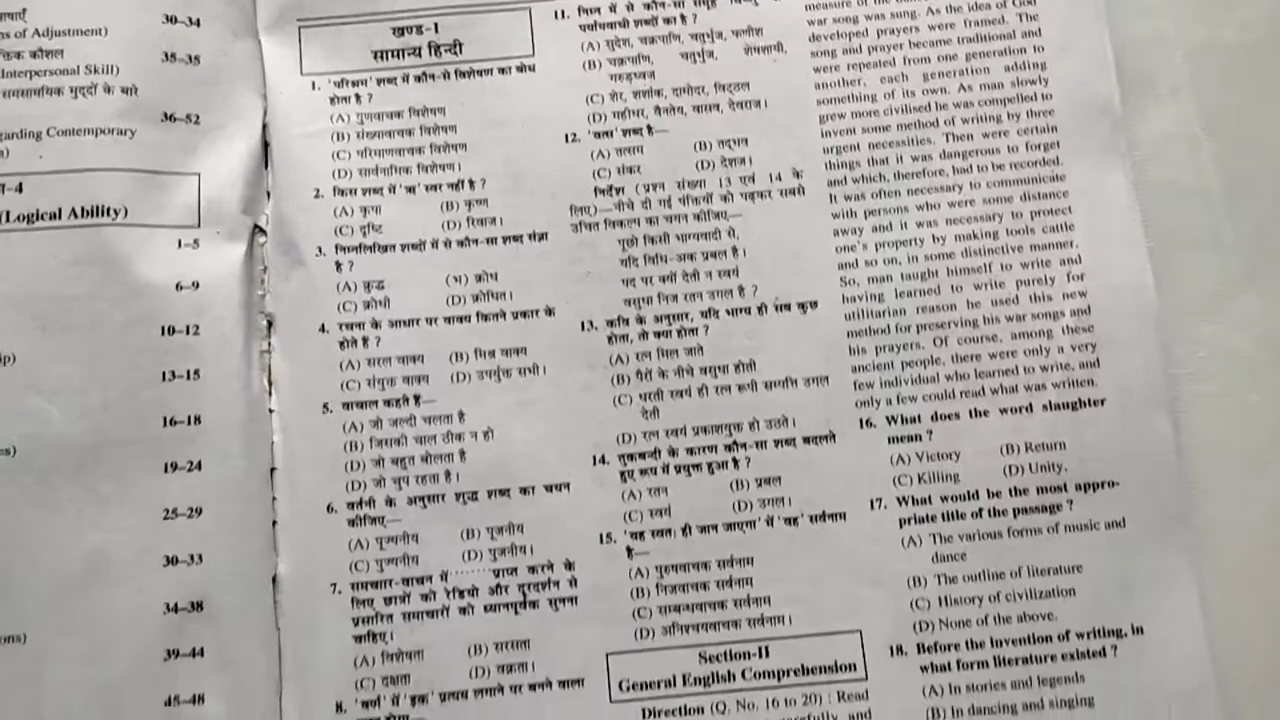 30–34
ns of Adjustment)
क्तिक कौशल
35–35
Interpersonal Skill)
समसामयिक मुद्दों के बारे
36–52
garding Contemporary
(Logical Ability)
1–5
6–9
10–12
13–15
16–18
19–24
25–29
30–33
34–38
39–44
45–48
खण्ड-I
सामान्य हिन्दी
1. 'परिश्रम' शब्द में कौन-से विशेषण का बोध
होता है ?
(A) गुणवाचक विशेषण
(B) संख्यावाचक विशेषण
(C) परिमाणवाचक विशेषण
(D) सार्वनामिक विशेषण।
2. किस शब्द में 'ऋ' स्वर नहीं है ?
(A) कृपा (B) कृष्ण
(C) दृष्टि (D) रिवाज।
3. निम्नलिखित शब्दों में से कौन-सा शब्द संज्ञा
है ?
(A) क्रुद्ध (भ) क्रोध
(C) क्रोधी (D) क्रोधित।
4. रचना के आधार पर वाक्य कितने प्रकार के
होते हैं ?
(A) सरल वाक्य (B) मिश्र वाक्य
(C) संयुक्त वाक्य (D) उपर्युक्त सभी।
5. वाचाल कहते हैं—
(A) जो जल्दी चलता है
(B) जिसकी चाल ठीक न हो
(D) जो बहुत बोलता है
(D) जो चुप रहता है।
6. वर्तनी के अनुसार शुद्ध शब्द का चयन
कीजिए—
(A) पूज्यनीय (B) पूजनीय
(C) पुज्यनीय (D) पुजनीय।
7. समाचार-वाचन में ........ प्राप्त करने के
लिए छात्रों को रेडियो और दूरदर्शन से
प्रसारित समाचारों को ध्यानपूर्वक सुनना
चाहिए।
(A) विशेषता (B) सरसता
(C) दक्षता (D) वक्रता।
8. 'वर्ण' में 'इक' प्रत्यय लगाने पर बनने वाला
11. निम्न में से कौन-सा समूह
पर्यायवाची शब्दों का है ?
(A) सुदेश, चक्रपाणि, चतुर्भुज, फणीश
(B) चक्रपाणि, चतुर्भुज, शेषशायी,
गरुड़ध्वज
(C) शेर, शशांक, दामोदर, विट्ठल
(D) महीधर, वैनतेय, वासव, देवराज।
12. शब्द है—
(A) तत्सम (B) तद्भव
(C) संकर (D) देशज।
निर्देश (प्रश्न संख्या 13 एवं 14 के
लिए)—नीचे दी गई पंक्तियों को पढ़कर सबसे
उचित विकल्प का चयन कीजिए—
पूछो किसी भाग्यवादी से,
यदि विधि-अंक प्रबल है।
पद पर क्यों देती न स्वयं
वसुधा निज रतन उगल है ?
13. कवि के अनुसार, यदि भाग्य ही सब कुछ
होता, तो क्या होता ?
(A) रत्न मिल जाते
(B) पैरों के नीचे वसुधा होती
(C) धरती स्वयं ही रत्न रूपी सम्पत्ति उगल
देती
(D) रत्न स्वयं प्रकाशयुक्त हो उठते।
14. तुकबन्दी के कारण कौन-सा शब्द बदलते
हुए रूप में प्रयुक्त हुआ है ?
(A) रतन (B) प्रबल
(C) स्वयं (D) उगल।
15. 'वह स्वतः ही जान जाएगा' में 'वह' सर्वनाम
है—
(A) पुरुषवाचक सर्वनाम
(B) निजवाचक सर्वनाम
(C) सम्बन्धवाचक सर्वनाम
(D) अनिश्चयवाचक सर्वनाम।
Section-II
General English Comprehension
Direction (Q. No. 16 to 20) : Read
war song was sung. As the idea of God
developed prayers were framed. The
song and prayer became traditional and
were repeated from one generation to
another, each generation adding
something of its own. As man slowly
grew more civilised he was compelled to
invent some method of writing by three
urgent necessities. Then were certain
things that it was dangerous to forget
and which, therefore, had to be recorded.
It was often necessary to communicate
with persons who were some distance
away and it was necessary to protect
one's property by making tools cattle
and so on, in some distinctive manner.
So, man taught himself to write and
having learned to write purely for
utilitarian reason he used this new
method for preserving his war songs and
his prayers. Of course, among these
ancient people, there were only a very
few individual who learned to write, and
only a few could read what was written.
16. What does the word slaughter
mean ?
(A) Victory (B) Return
(C) Killing (D) Unity.
17. What would be the most appro-
priate title of the passage ?
(A) The various forms of music and
dance
(B) The outline of literature
(C) History of civilization
(D) None of the above.
18. Before the invention of writing, in
what form literature existed ?
(A) In stories and legends
(B) In dancing and singing